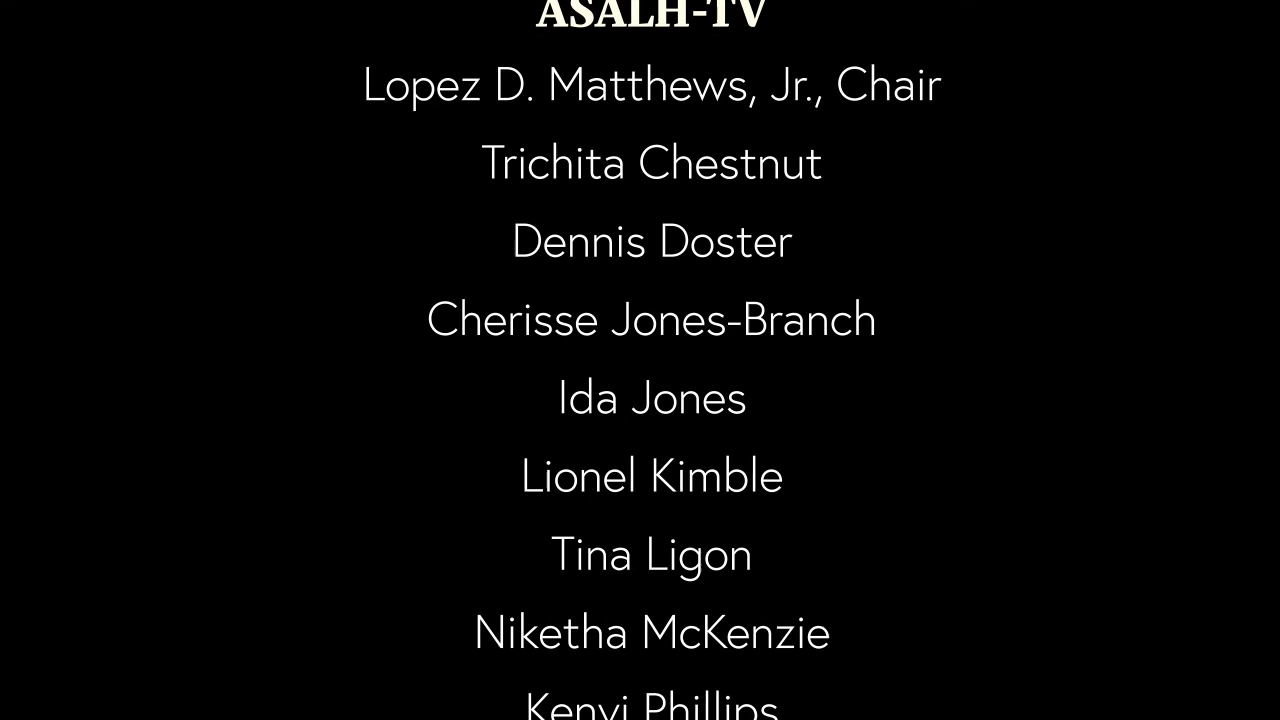 ASALH-TV
Lopez D. Matthews, Jr., Chair
Trichita Chestnut
Dennis Doster
Cherisse Jones-Branch
Ida Jones
Lionel Kimble
Tina Ligon
Niketha McKenzie
Kenyi Phillips